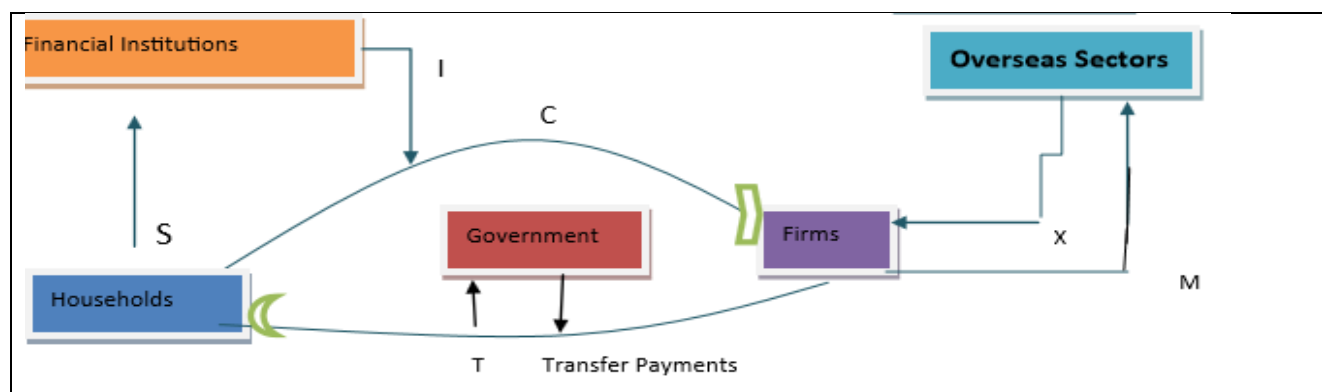 Financial Institutions
Overseas Sectors
I
C
S
Government
Firms
X
Households
M
T Transfer Payments